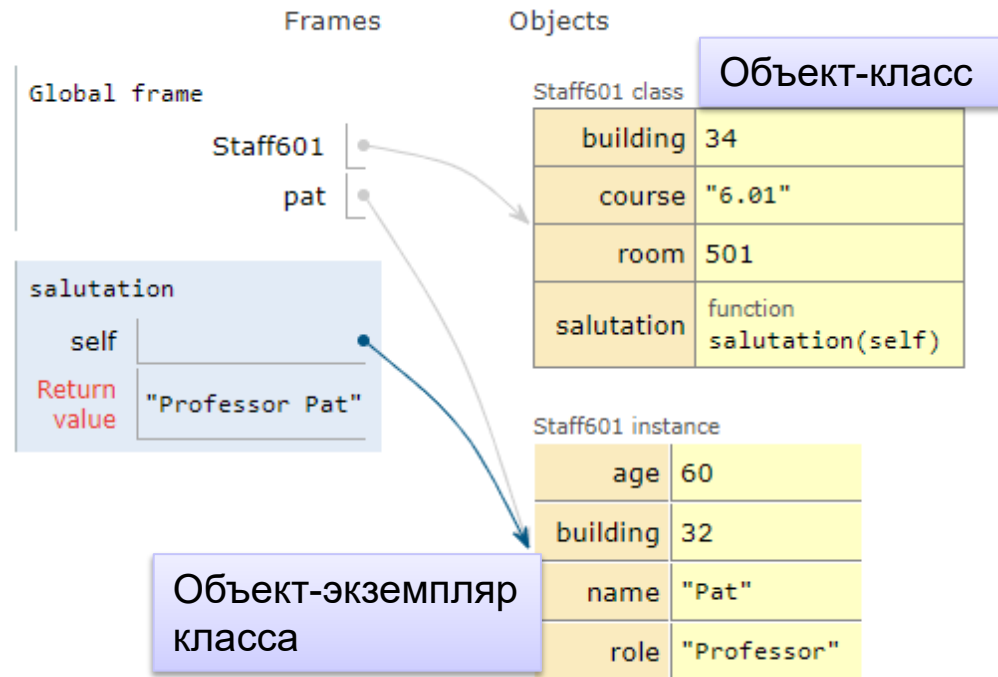 Frames Objects
Объект-класс
Global frame
Staff601
pat
Staff601 class
building 34
course "6.01"
room 501
salutation function
salutation(self)
salutation
self
Return
value "Professor Pat"
Staff601 instance
age 60
building 32
name "Pat"
role "Professor"
Объект-экземпляр
класса